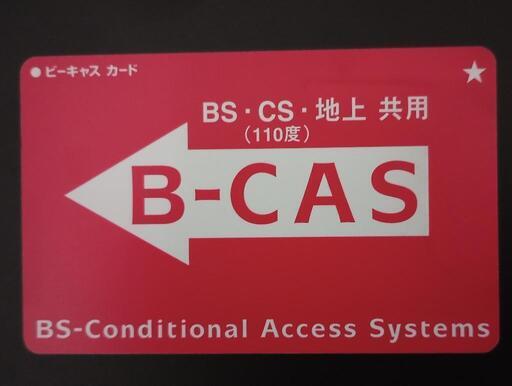 ●ビーキャス カード
★
BS・CS・地上 共用
（110度）
B-CAS
BS-Conditional Access Systems